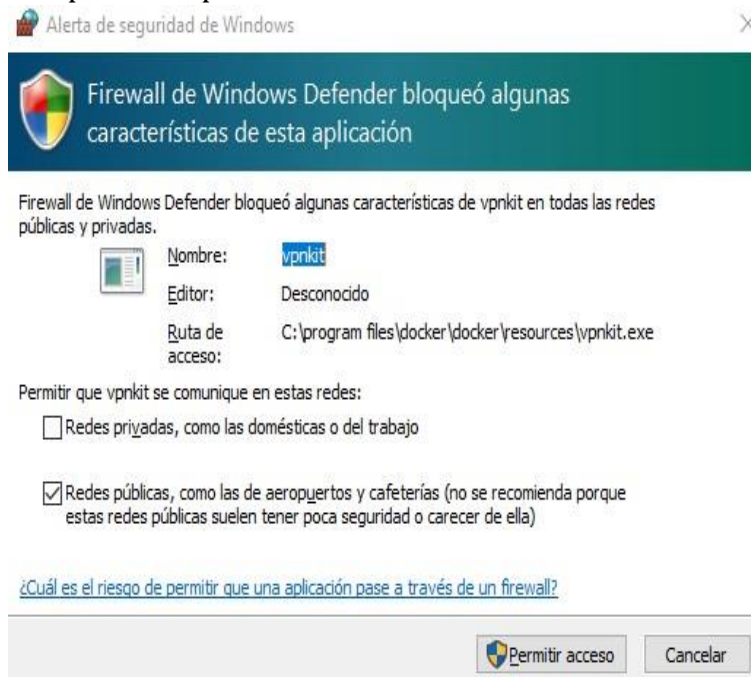 Alerta de seguridad de Windows
Firewall de Windows Defender bloqueó algunas
características de esta aplicación
Firewall de Windows Defender bloqueó algunas características de vpnkit en todas las redes
públicas y privadas.
Nombre: vpnkit
Editor: Desconocido
Ruta de acceso: C:\program files\docker\docker\resources\vpnkit.exe
Permitir que vpnkit se comunique en estas redes:
Redes privadas, como las domésticas o del trabajo
Redes públicas, como las de aeropuertos y cafeterías (no se recomienda porque
estas redes públicas suelen tener poca seguridad o carecer de ella)
¿Cuál es el riesgo de permitir que una aplicación pase a través de un firewall?
Permitir acceso Cancelar